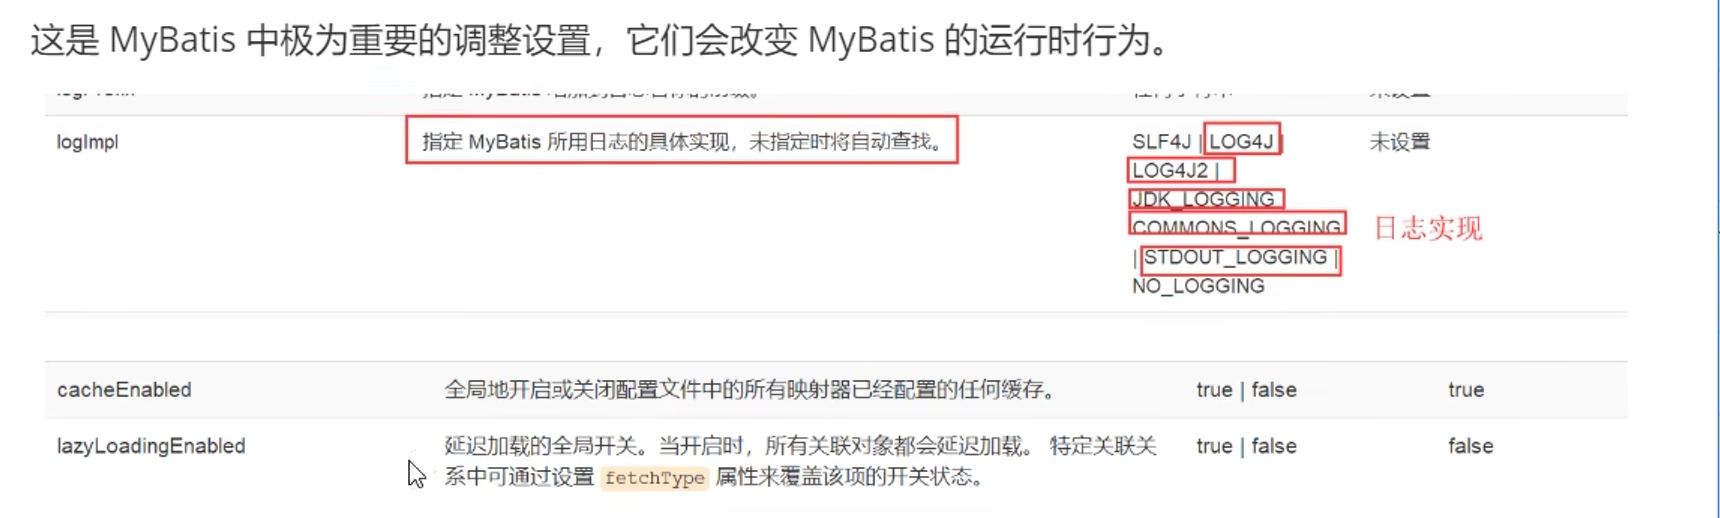 这是 MyBatis 中极为重要的调整设置，它们会改变 MyBatis 的运行时行为。
logImpl
指定 MyBatis 所用日志的具体实现，未指定时将自动查找。
SLF4J | LOG4J |
LOG4J2 |
JDK_LOGGING
COMMONS_LOGGING
| STDOUT_LOGGING |
NO_LOGGING
未设置
日志实现
cacheEnabled
全局地开启或关闭配置文件中的所有映射器已经配置的任何缓存。
true | false
true
lazyLoadingEnabled
延迟加载的全局开关。当开启时，所有关联对象都会延迟加载。 特定关联关
系中可通过设置 fetchType 属性来覆盖该项的开关状态。
true | false
false